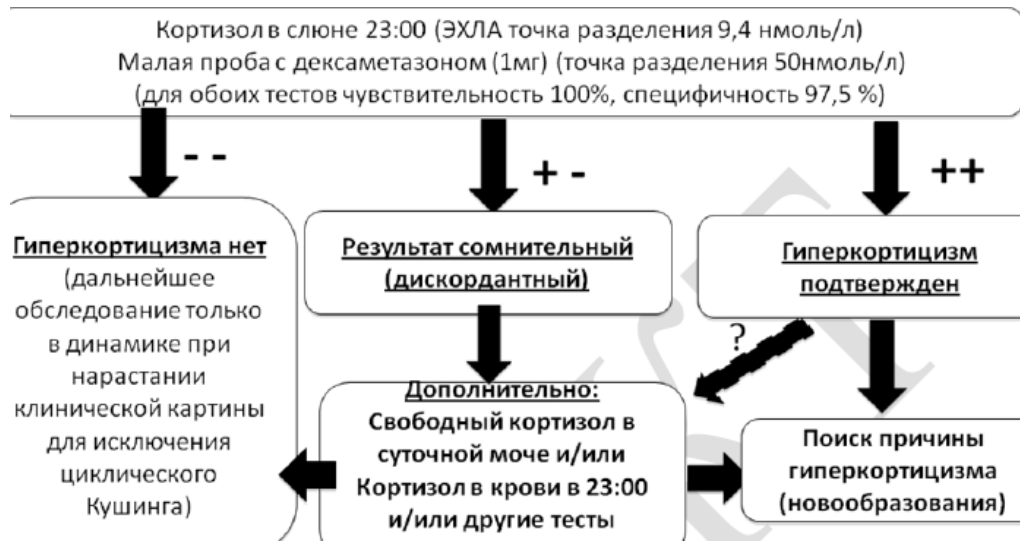 Кортизол в слюне 23:00 (ЭХЛА точка разделения 9,4 нмоль/л)
Малая проба с дексаметазоном (1мг) (точка разделения 50нмоль/л)
(для обоих тестов чувствительность 100%, специфичность 97,5 %)
- -
+ -
++
Гиперкортицизма нет
(дальнейшее
обследование только
в динамике при
нарастании
клинической картины
для исключения
циклического
Кушинга)
Результат сомнительный
(дискордантный)
Гиперкортицизм
подтвержден
?
Дополнительно:
Свободный кортизол в
суточной моче и/или
Кортизол в крови в 23:00
и/или другие тесты
Поиск причины
гиперкортицизма
(новообразования)